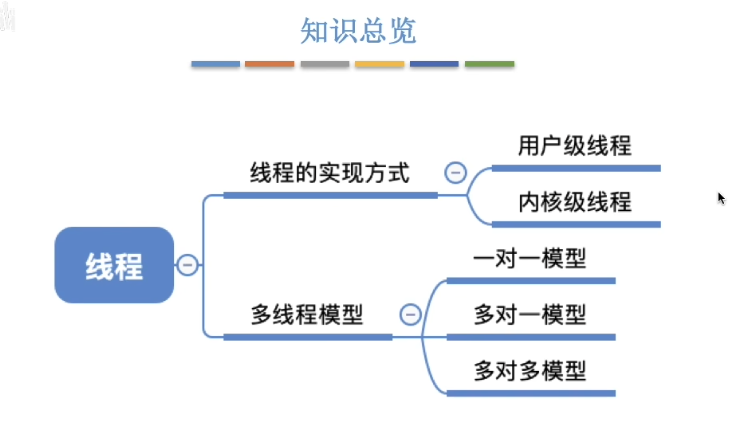 知识总览
线程
线程的实现方式
用户级线程
内核级线程
多线程模型
一对一模型
多对一模型
多对多模型